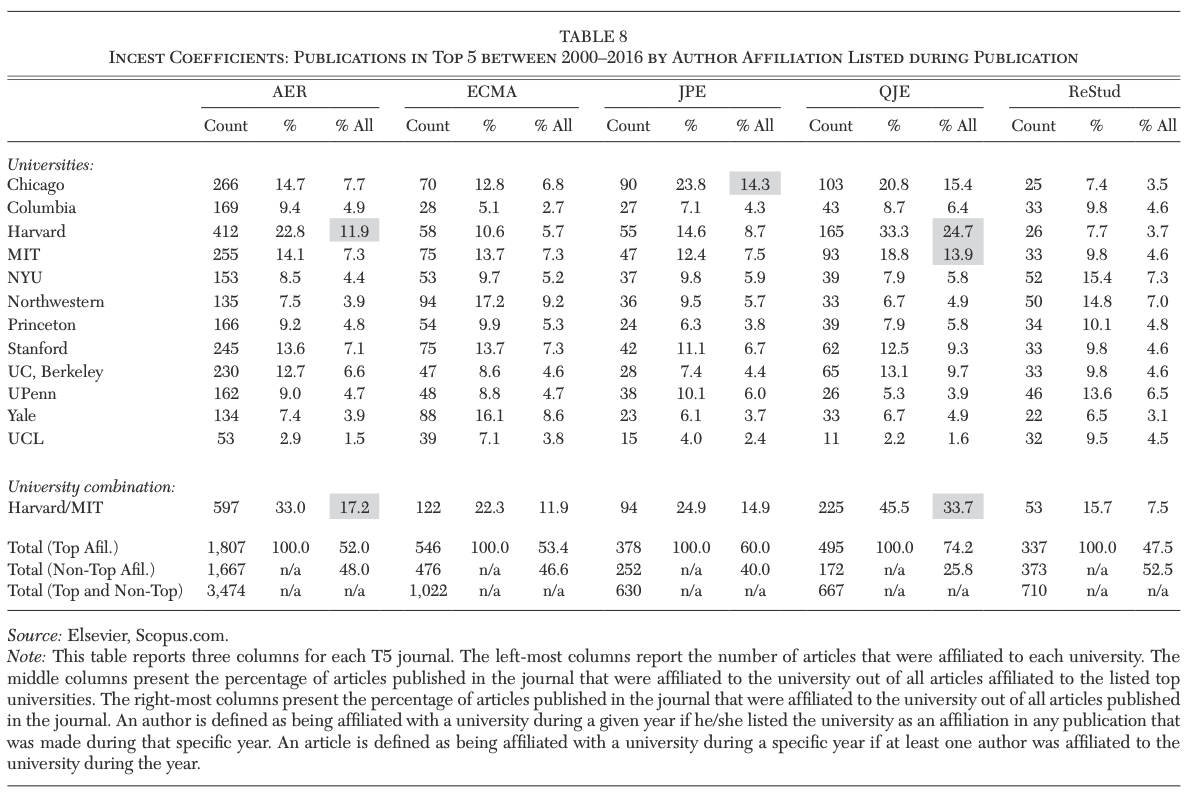 TABLE 8
Incest Coefficients: Publications in Top 5 between 2000–2016 by Author Affiliation Listed during Publication
AER ECMA JPE QJE ReStud
Count % % All Count % % All Count % % All Count % % All Count % % All
Universities:
Chicago 266 14.7 7.7 70 12.8 6.8 90 23.8 14.3 103 20.8 15.4 25 7.4 3.5
Columbia 169 9.4 4.9 28 5.1 2.7 27 7.1 4.3 43 8.7 6.4 33 9.8 4.6
Harvard 412 22.8 11.9 58 10.6 5.7 55 14.6 8.7 165 33.3 24.7 26 7.7 3.7
MIT 255 14.1 7.3 75 13.7 7.3 47 12.4 7.5 93 18.8 13.9 33 9.8 4.6
NYU 153 8.5 4.4 53 9.7 5.2 37 9.8 5.9 39 7.9 5.8 52 15.4 7.3
Northwestern 135 7.5 3.9 94 17.2 9.2 36 9.5 5.7 33 6.7 4.9 50 14.8 7.0
Princeton 166 9.2 4.8 54 9.9 5.3 24 6.3 3.8 39 7.9 5.8 34 10.1 4.8
Stanford 245 13.6 7.1 75 13.7 7.3 42 11.1 6.7 62 12.5 9.3 33 9.8 4.6
UC, Berkeley 230 12.7 6.6 47 8.6 4.6 28 7.4 4.4 65 13.1 9.7 33 9.8 4.6
UPenn 162 9.0 4.7 48 8.8 4.7 38 10.1 6.0 26 5.3 3.9 46 13.6 6.5
Yale 134 7.4 3.9 88 16.1 8.6 23 6.1 3.7 33 6.7 4.9 22 6.5 3.1
UCL 53 2.9 1.5 39 7.1 3.8 15 4.0 2.4 11 2.2 1.6 32 9.5 4.5
University combination:
Harvard/MIT 597 33.0 17.2 122 22.3 11.9 94 24.9 14.9 225 45.5 33.7 53 15.7 7.5
Total (Top Afil.) 1,807 100.0 52.0 546 100.0 53.4 378 100.0 60.0 495 100.0 74.2 337 100.0 47.5
Total (Non-Top Afil.) 1,667 n/a 48.0 476 n/a 46.6 252 n/a 40.0 172 n/a 25.8 373 n/a 52.5
Total (Top and Non-Top) 3,474 n/a n/a 1,022 n/a n/a 630 n/a n/a 667 n/a n/a 710 n/a n/a
Source: Elsevier, Scopus.com.
Note: This table reports three columns for each T5 journal. The left-most columns report the number of articles that were affiliated to each university. The
middle columns present the percentage of articles published in the journal that were affiliated to the university out of all articles affiliated to the listed top
universities. The right-most columns present the percentage of articles published in the journal that were affiliated to the university out of all articles published
in the journal. An author is defined as being affiliated with a university during a given year if he/she listed the university as an affiliation in any publication that
was made during that specific year. An article is defined as being affiliated with a university during a specific year if at least one author was affiliated to the
university during the year.